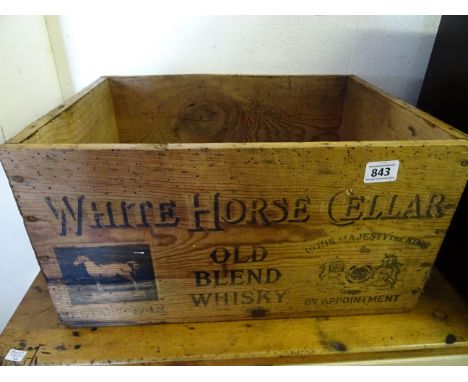 843
WHITE HORSE CELLAR
OLD
BLEND
WHISKY
TO HIS MAJESTY THE KING
BY APPOINTMENT